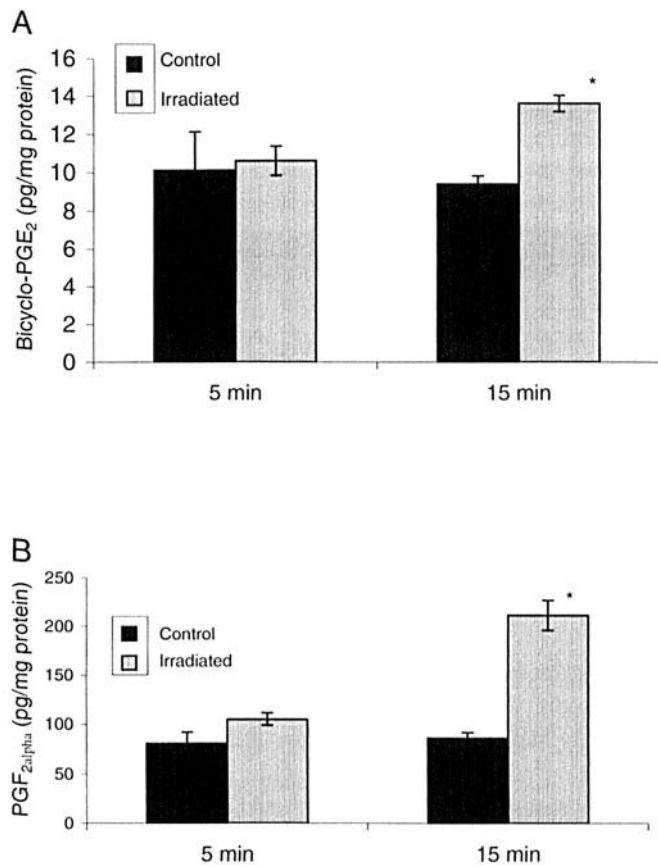 A
Bicyclo-PGE2 (pg/mg protein)
16
14
12
10
8
6
4
2
0
Control
Irradiated
*
5 min
15 min
B
PGF2alpha (pg/mg protein)
250
200
150
100
50
0
Control
Irradiated
*
5 min
15 min